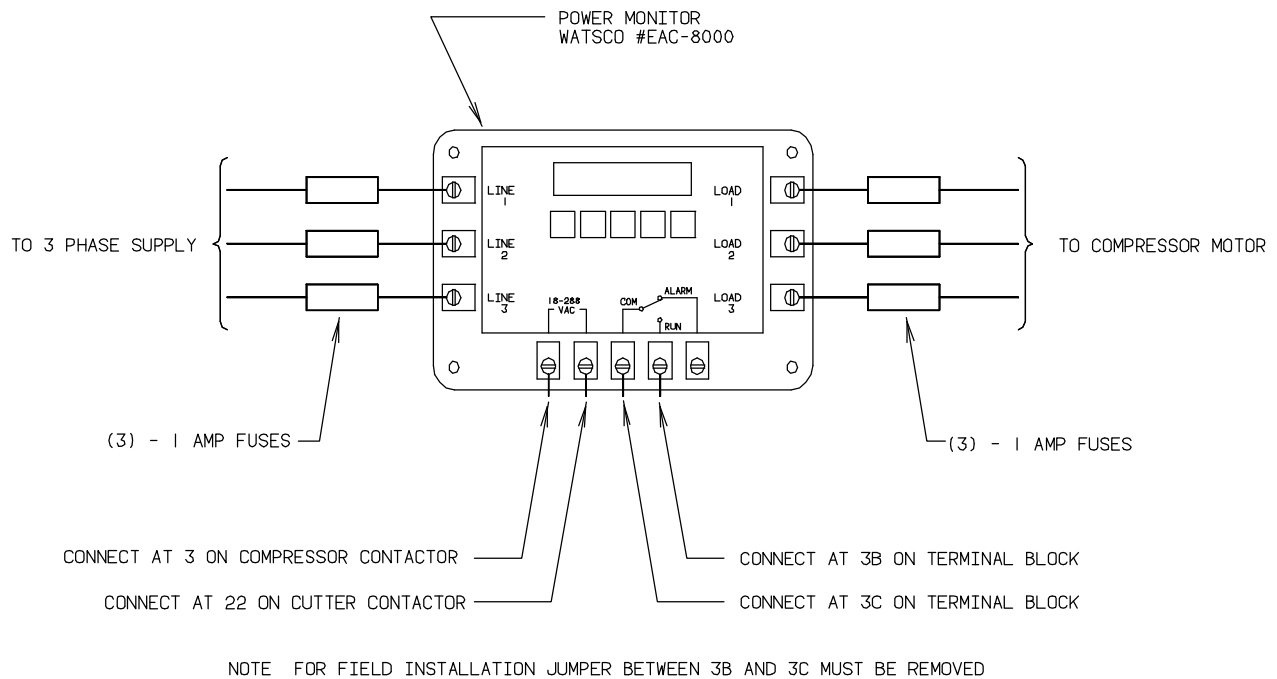 POWER MONITOR
WATSCO #EAC-8000
TO 3 PHASE SUPPLY
LINE
1
LINE
2
LINE
3
LOAD
1
LOAD
2
LOAD
3
TO COMPRESSOR MOTOR
18-288
VAC
COM
ALARM
RUN
(3) - 1 AMP FUSES
(3) - 1 AMP FUSES
CONNECT AT 3 ON COMPRESSOR CONTACTOR
CONNECT AT 3B ON TERMINAL BLOCK
CONNECT AT 22 ON CUTTER CONTACTOR
CONNECT AT 3C ON TERMINAL BLOCK
NOTE FOR FIELD INSTALLATION JUMPER BETWEEN 3B AND 3C MUST BE REMOVED